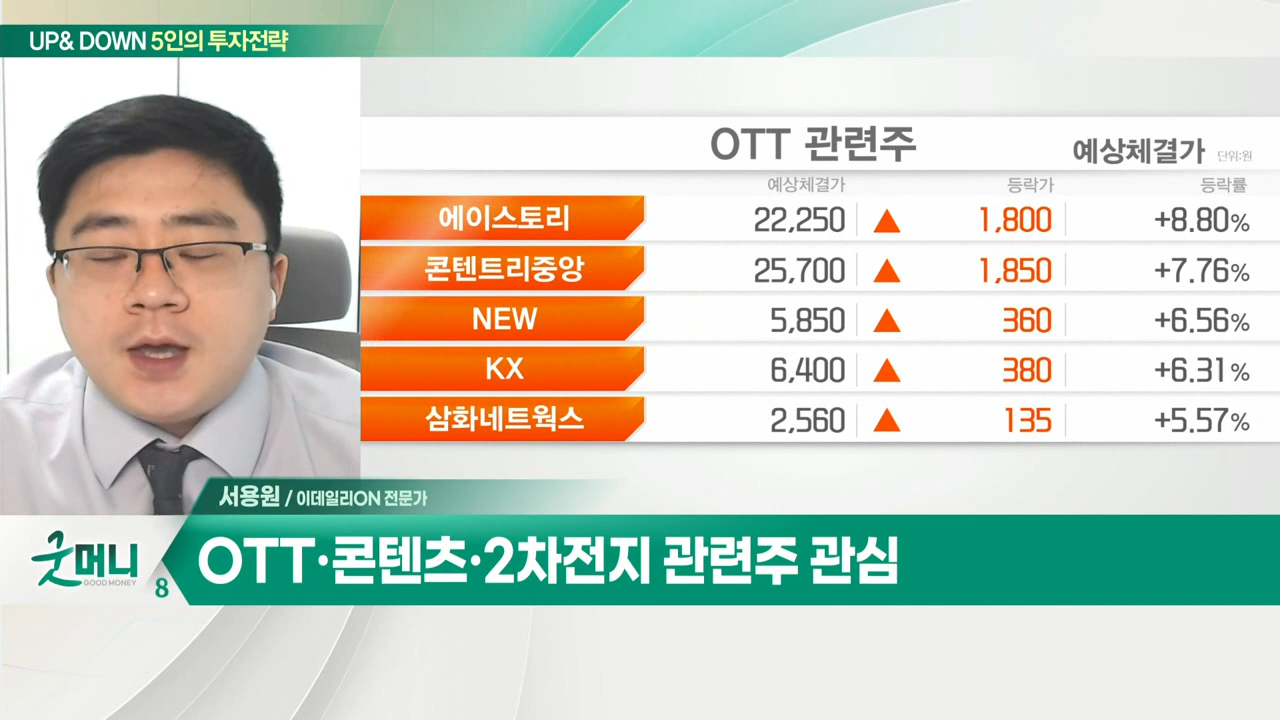 UP& DOWN 5인의 투자전략
OTT 관련주
예상체결가 단위:원
예상체결가 등락가 등락률
에이스토리 22,250 ▲ 1,800 +8.80%
콘텐트리중앙 25,700 ▲ 1,850 +7.76%
NEW 5,850 ▲ 360 +6.56%
KX 6,400 ▲ 380 +6.31%
삼화네트웍스 2,560 ▲ 135 +5.57%
서용원 / 이데일리ON 전문가
굿머니
GOOD MONEY
8
OTT·콘텐츠·2차전지 관련주 관심